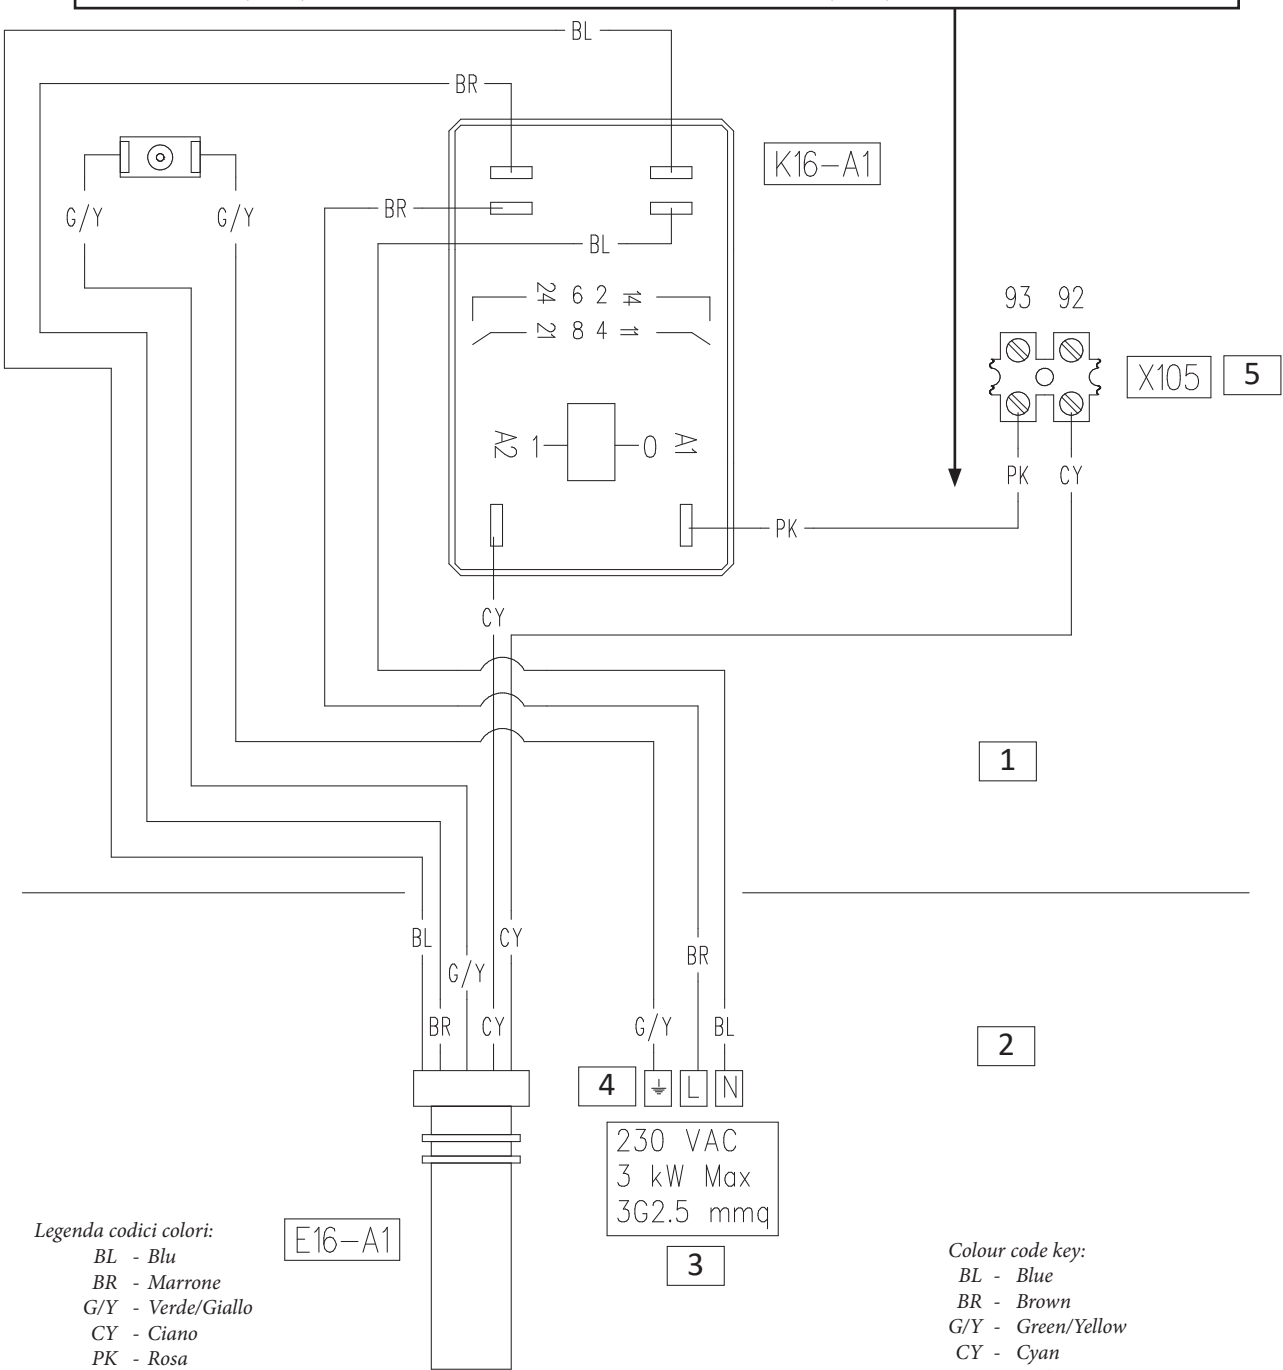 BL
BR
K16-A1
G/Y G/Y
BR
BL
24 6 2 14
21 8 4 11
93 92
X105 5
A2 1 0 A1
PK CY
PK
CY
1
BL CY
BR
G/Y
BR CY G/Y BL
2
4 L N
230 VAC
3 kW Max
3G2.5 mmq
3
E16-A1
Legenda codici colori:
BL - Blu
BR - Marrone
G/Y - Verde/Giallo
CY - Ciano
PK - Rosa
Colour code key:
BL - Blue
BR - Brown
G/Y - Green/Yellow
CY - Cyan